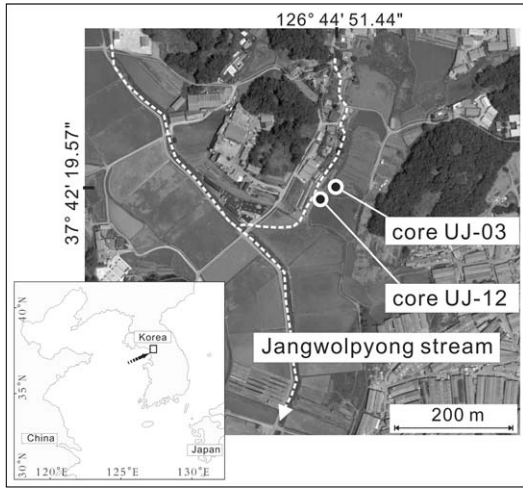 126° 44' 51.44"
37° 42' 19.57"
core UJ-03
core UJ-12
Jangwolpyong stream
200 m
40°N
35°N
30°N
Korea
China
Japan
120°E
125°E
130°E